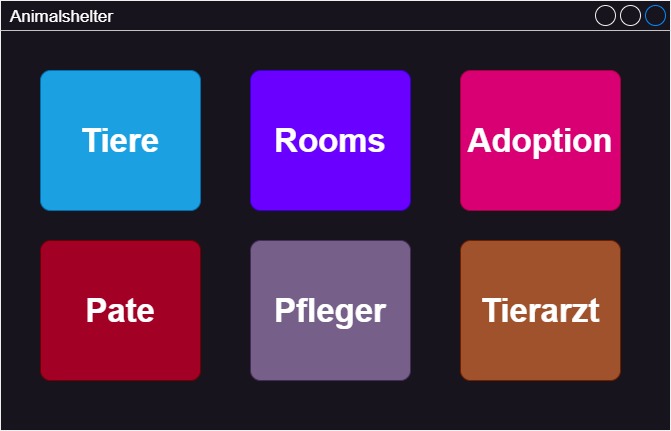 Animalshelter
Tiere
Rooms
Adoption
Pate
Pfleger
Tierarzt